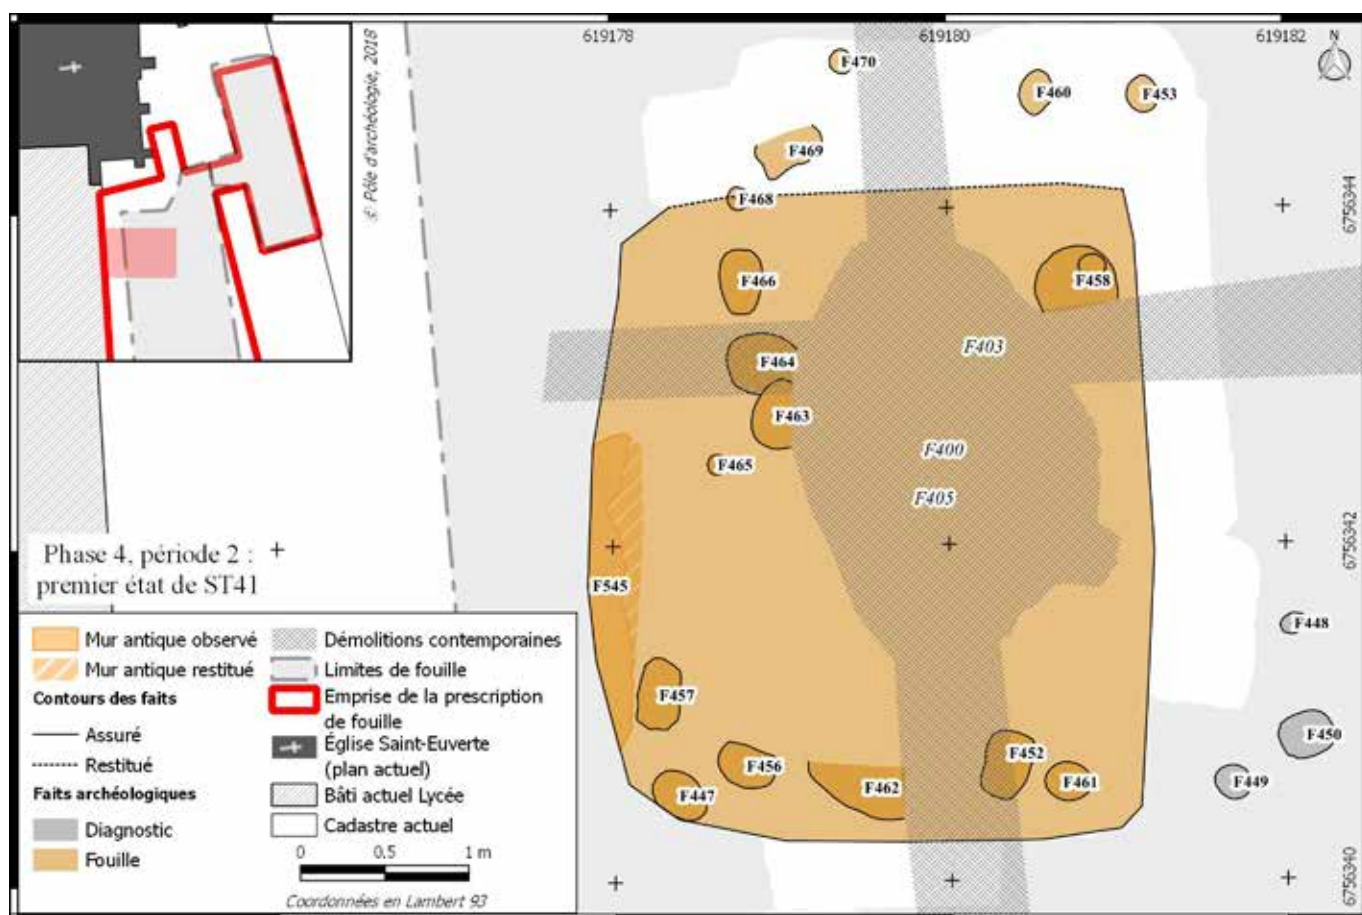 619178
619180
619182
N
© Pôle d'archéologie, 2018
F470
F460
F453
F469
F468
6756344
F466
F458
F464
F403
F463
F400
F465
F405
6756342
Phase 4, période 2 :
premier état de ST41
F545
F448
F457
F450
F456
F452
F449
F447
F462
F461
6756340
Mur antique observé
Mur antique restitué
Contours des faits
Assuré
Restitué
Faits archéologiques
Diagnostic
Fouille
Démolitions contemporaines
Limites de fouille
Emprise de la prescription
de fouille
Église Saint-Euverte
(plan actuel)
Bâti actuel Lycée
Cadastre actuel
0 0.5 1 m
Coordonnées en Lambert 93